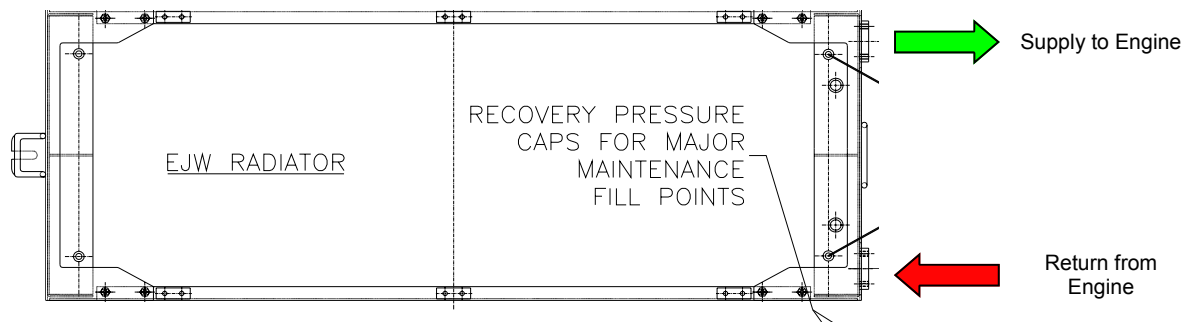 Supply to Engine
RECOVERY PRESSURE
CAPS FOR MAJOR
MAINTENANCE
FILL POINTS
EJW RADIATOR
Return from
Engine